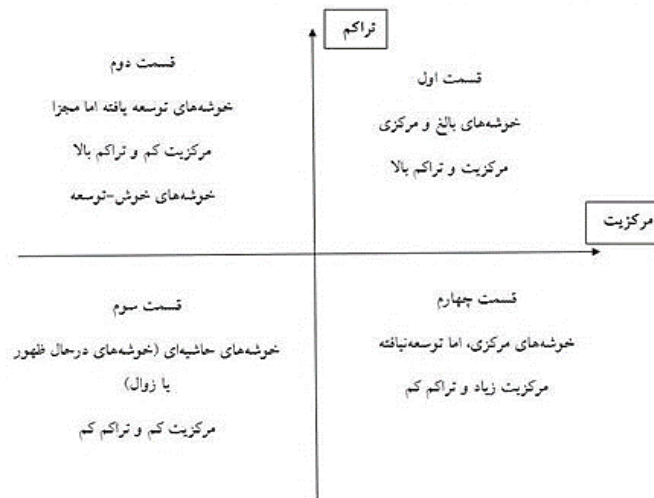 تراکم
قسمت اول
خوشه‌های بالغ و مرکزی
مرکزیت و تراکم بالا
قسمت دوم
خوشه‌های توسعه یافته اما مجزا
مرکزیت کم و تراکم بالا
خوشه‌های خوش-توسعه
مرکزیت
قسمت سوم
خوشه‌های حاشیه‌ای (خوشه‌های درحال ظهور
یا زوال)
مرکزیت کم و تراکم کم
قسمت چهارم
خوشه‌های مرکزی، اما توسعه‌نیافته
مرکزیت زیاد و تراکم کم